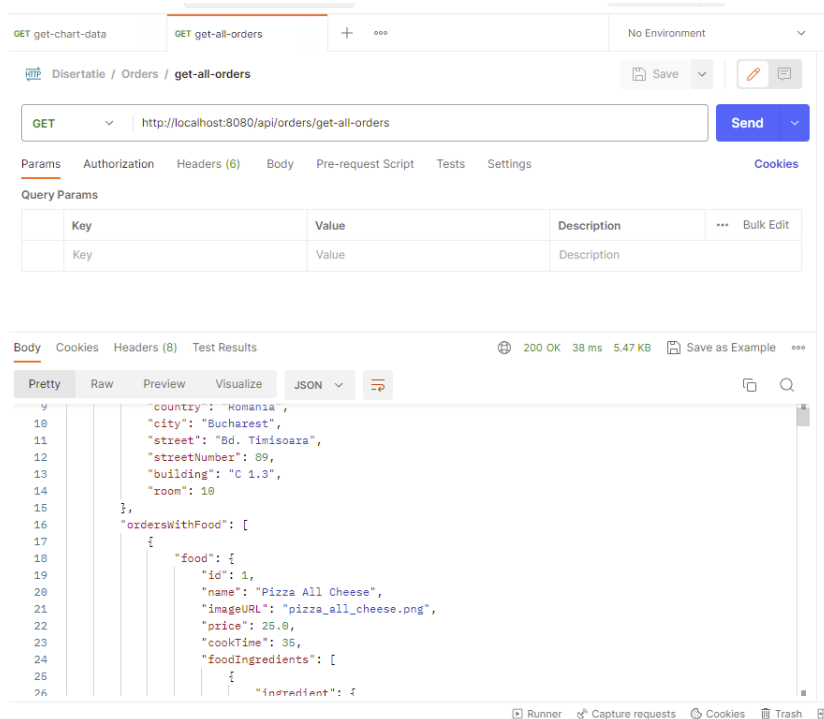 GET get-chart-data GET get-all-orders No Environment
HTTP Disertatie / Orders / get-all-orders Save
GET http://localhost:8080/api/orders/get-all-orders Send
Params Authorization Headers (6) Body Pre-request Script Tests Settings Cookies
Query Params
Key Value Description ••• Bulk Edit
Key Value Description
Body Cookies Headers (8) Test Results 200 OK 38 ms 5.47 KB Save as Example
Pretty Raw Preview Visualize JSON
9 "country": "Romania",
10 "city": "Bucharest",
11 "street": "Bd. Timisoara",
12 "streetNumber": 89,
13 "building": "C 1.3",
14 "room": 10
15 },
16 "ordersWithFood": [
17 {
18 "food": {
19 "id": 1,
20 "name": "Pizza All Cheese",
21 "imageURL": "pizza_all_cheese.png",
22 "price": 25.0,
23 "cookTime": 35,
24 "foodIngredients": [
25 {
26 "ingredient": {
Runner Capture requests Cookies Trash